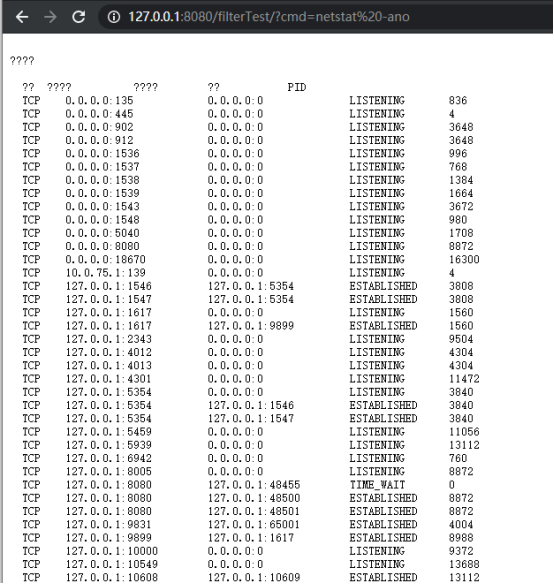 127.0.0.1:8080/filterTest/?cmd=netstat%20-ano
????
?? ???? ???? ?? PID
TCP 0.0.0.0:135 0.0.0.0:0 LISTENING 836
TCP 0.0.0.0:445 0.0.0.0:0 LISTENING 4
TCP 0.0.0.0:902 0.0.0.0:0 LISTENING 3648
TCP 0.0.0.0:912 0.0.0.0:0 LISTENING 3648
TCP 0.0.0.0:1536 0.0.0.0:0 LISTENING 996
TCP 0.0.0.0:1537 0.0.0.0:0 LISTENING 768
TCP 0.0.0.0:1538 0.0.0.0:0 LISTENING 1384
TCP 0.0.0.0:1539 0.0.0.0:0 LISTENING 1664
TCP 0.0.0.0:1543 0.0.0.0:0 LISTENING 3672
TCP 0.0.0.0:1548 0.0.0.0:0 LISTENING 980
TCP 0.0.0.0:5040 0.0.0.0:0 LISTENING 1708
TCP 0.0.0.0:8080 0.0.0.0:0 LISTENING 8872
TCP 0.0.0.0:18670 0.0.0.0:0 LISTENING 16300
TCP 10.0.75.1:139 0.0.0.0:0 LISTENING 4
TCP 127.0.0.1:1546 127.0.0.1:5354 ESTABLISHED 3808
TCP 127.0.0.1:1547 127.0.0.1:5354 ESTABLISHED 3808
TCP 127.0.0.1:1617 0.0.0.0:0 LISTENING 1560
TCP 127.0.0.1:1617 127.0.0.1:9899 ESTABLISHED 1560
TCP 127.0.0.1:2343 0.0.0.0:0 LISTENING 9504
TCP 127.0.0.1:4012 0.0.0.0:0 LISTENING 4304
TCP 127.0.0.1:4013 0.0.0.0:0 LISTENING 4304
TCP 127.0.0.1:4301 0.0.0.0:0 LISTENING 11472
TCP 127.0.0.1:5354 0.0.0.0:0 LISTENING 3840
TCP 127.0.0.1:5354 127.0.0.1:1546 ESTABLISHED 3840
TCP 127.0.0.1:5354 127.0.0.1:1547 ESTABLISHED 3840
TCP 127.0.0.1:5459 0.0.0.0:0 LISTENING 11056
TCP 127.0.0.1:5939 0.0.0.0:0 LISTENING 13112
TCP 127.0.0.1:6942 0.0.0.0:0 LISTENING 760
TCP 127.0.0.1:8005 0.0.0.0:0 LISTENING 8872
TCP 127.0.0.1:8080 127.0.0.1:48455 TIME_WAIT 0
TCP 127.0.0.1:8080 127.0.0.1:48500 ESTABLISHED 8872
TCP 127.0.0.1:8080 127.0.0.1:48501 ESTABLISHED 8872
TCP 127.0.0.1:9831 127.0.0.1:65001 ESTABLISHED 4004
TCP 127.0.0.1:9899 127.0.0.1:1617 ESTABLISHED 8988
TCP 127.0.0.1:10000 0.0.0.0:0 LISTENING 9372
TCP 127.0.0.1:10549 0.0.0.0:0 LISTENING 13688
TCP 127.0.0.1:10608 127.0.0.1:10609 ESTABLISHED 13112